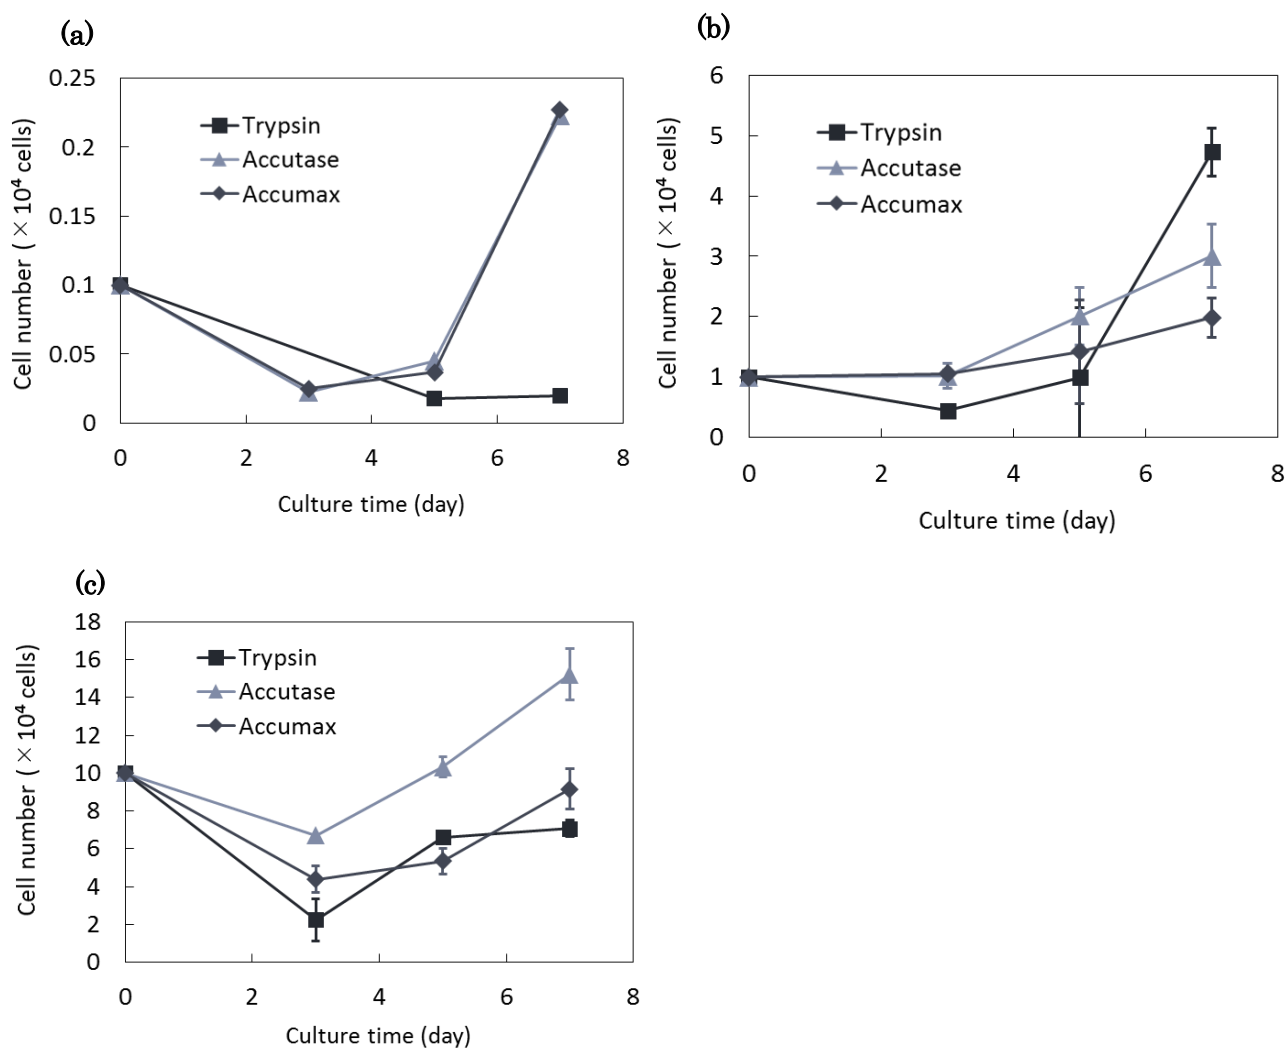 (a)
Cell number (×10⁴ cells)
0.25
0.2
0.15
0.1
0.05
0
Trypsin
Accutase
Accumax
0 2 4 6 8
Culture time (day)
(b)
Cell number (×10⁴ cells)
6
5
4
3
2
1
0
Trypsin
Accutase
Accumax
0 2 4 6 8
Culture time (day)
(c)
Cell number (×10⁴ cells)
18
16
14
12
10
8
6
4
2
0
Trypsin
Accutase
Accumax
0 2 4 6 8
Culture time (day)